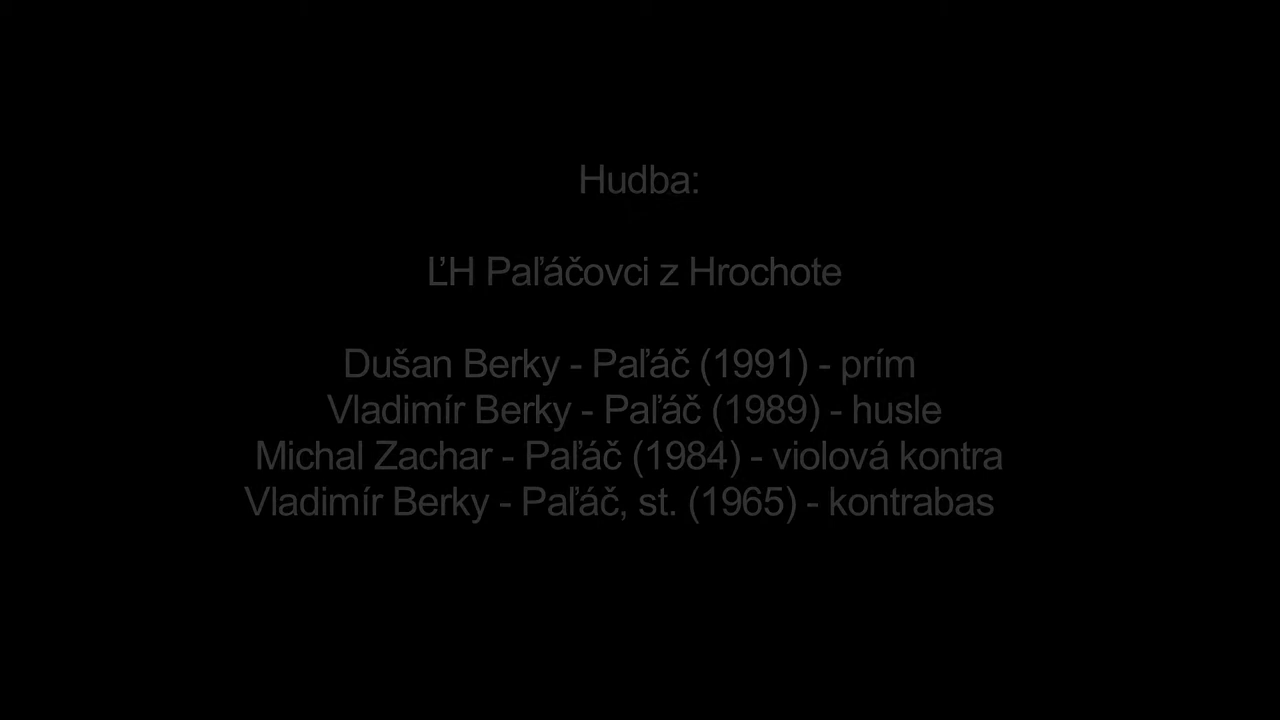 Hudba:
ĽH Paľáčovci z Hrochote
Dušan Berky - Paľáč (1991) - prím
Vladimír Berky - Paľáč (1989) - husle
Michal Zachar - Paľáč (1984) - violová kontra
Vladimír Berky - Paľáč, st. (1965) - kontrabas